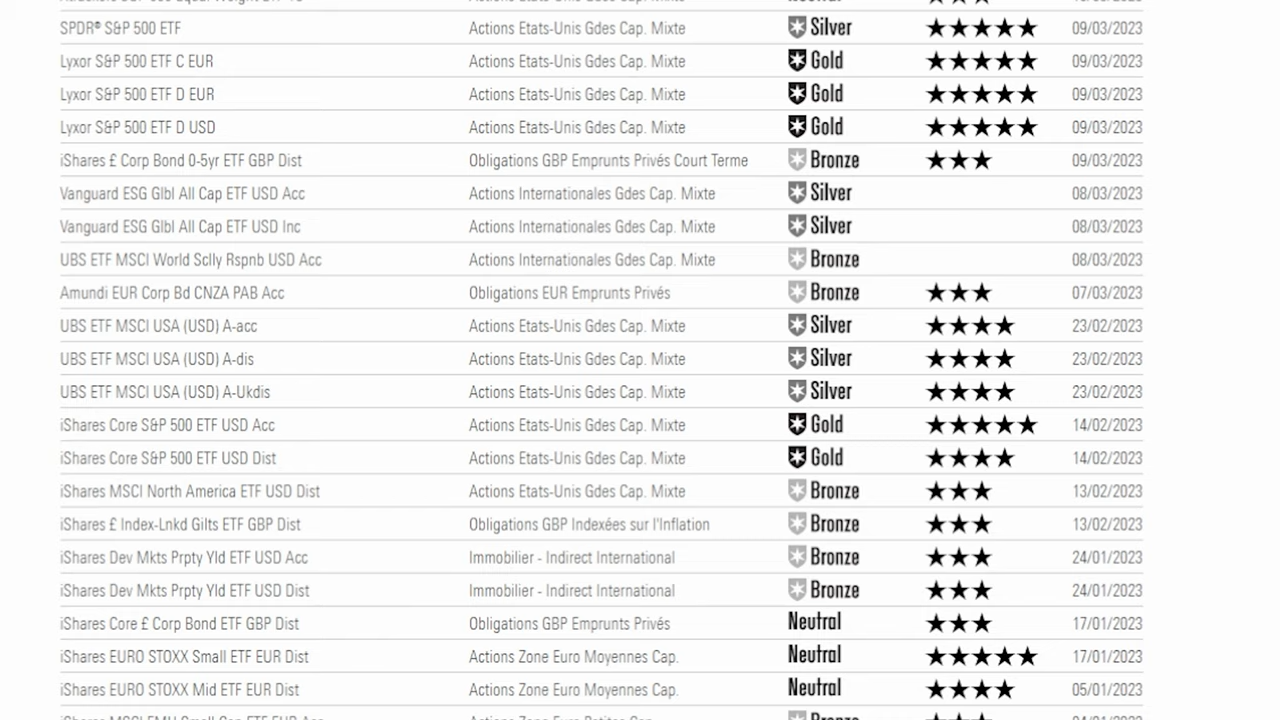 SPDR® S&P 500 ETF Actions Etats-Unis Gdes Cap. Mixte Silver ★★★★★ 09/03/2023
Lyxor S&P 500 ETF C EUR Actions Etats-Unis Gdes Cap. Mixte Gold ★★★★★ 09/03/2023
Lyxor S&P 500 ETF D EUR Actions Etats-Unis Gdes Cap. Mixte Gold ★★★★★ 09/03/2023
Lyxor S&P 500 ETF D USD Actions Etats-Unis Gdes Cap. Mixte Gold ★★★★★ 09/03/2023
iShares £ Corp Bond 0-5yr ETF GBP Dist Obligations GBP Emprunts Privés Court Terme Bronze ★★★ 09/03/2023
Vanguard ESG Glbl All Cap ETF USD Acc Actions Internationales Gdes Cap. Mixte Silver 08/03/2023
Vanguard ESG Glbl All Cap ETF USD Inc Actions Internationales Gdes Cap. Mixte Silver 08/03/2023
UBS ETF MSCI World Sclly Rspnb USD Acc Actions Internationales Gdes Cap. Mixte Bronze 08/03/2023
Amundi EUR Corp Bd CNZA PAB Acc Obligations EUR Emprunts Privés Bronze ★★★ 07/03/2023
UBS ETF MSCI USA (USD) A-acc Actions Etats-Unis Gdes Cap. Mixte Silver ★★★★ 23/02/2023
UBS ETF MSCI USA (USD) A-dis Actions Etats-Unis Gdes Cap. Mixte Silver ★★★★ 23/02/2023
UBS ETF MSCI USA (USD) A-Ukdis Actions Etats-Unis Gdes Cap. Mixte Silver ★★★★ 23/02/2023
iShares Core S&P 500 ETF USD Acc Actions Etats-Unis Gdes Cap. Mixte Gold ★★★★★ 14/02/2023
iShares Core S&P 500 ETF USD Dist Actions Etats-Unis Gdes Cap. Mixte Gold ★★★★ 14/02/2023
iShares MSCI North America ETF USD Dist Actions Etats-Unis Gdes Cap. Mixte Bronze ★★★ 13/02/2023
iShares £ Index-Lnkd Gilts ETF GBP Dist Obligations GBP Indexées sur l'Inflation Bronze ★★★ 13/02/2023
iShares Dev Mkts Prpty Yld ETF USD Acc Immobilier - Indirect International Bronze ★★★ 24/01/2023
iShares Dev Mkts Prpty Yld ETF USD Dist Immobilier - Indirect International Bronze ★★★ 24/01/2023
iShares Core £ Corp Bond ETF GBP Dist Obligations GBP Emprunts Privés Neutral ★★★ 17/01/2023
iShares EURO STOXX Small ETF EUR Dist Actions Zone Euro Moyennes Cap. Neutral ★★★★★ 17/01/2023
iShares EURO STOXX Mid ETF EUR Dist Actions Zone Euro Moyennes Cap. Neutral ★★★★ 05/01/2023